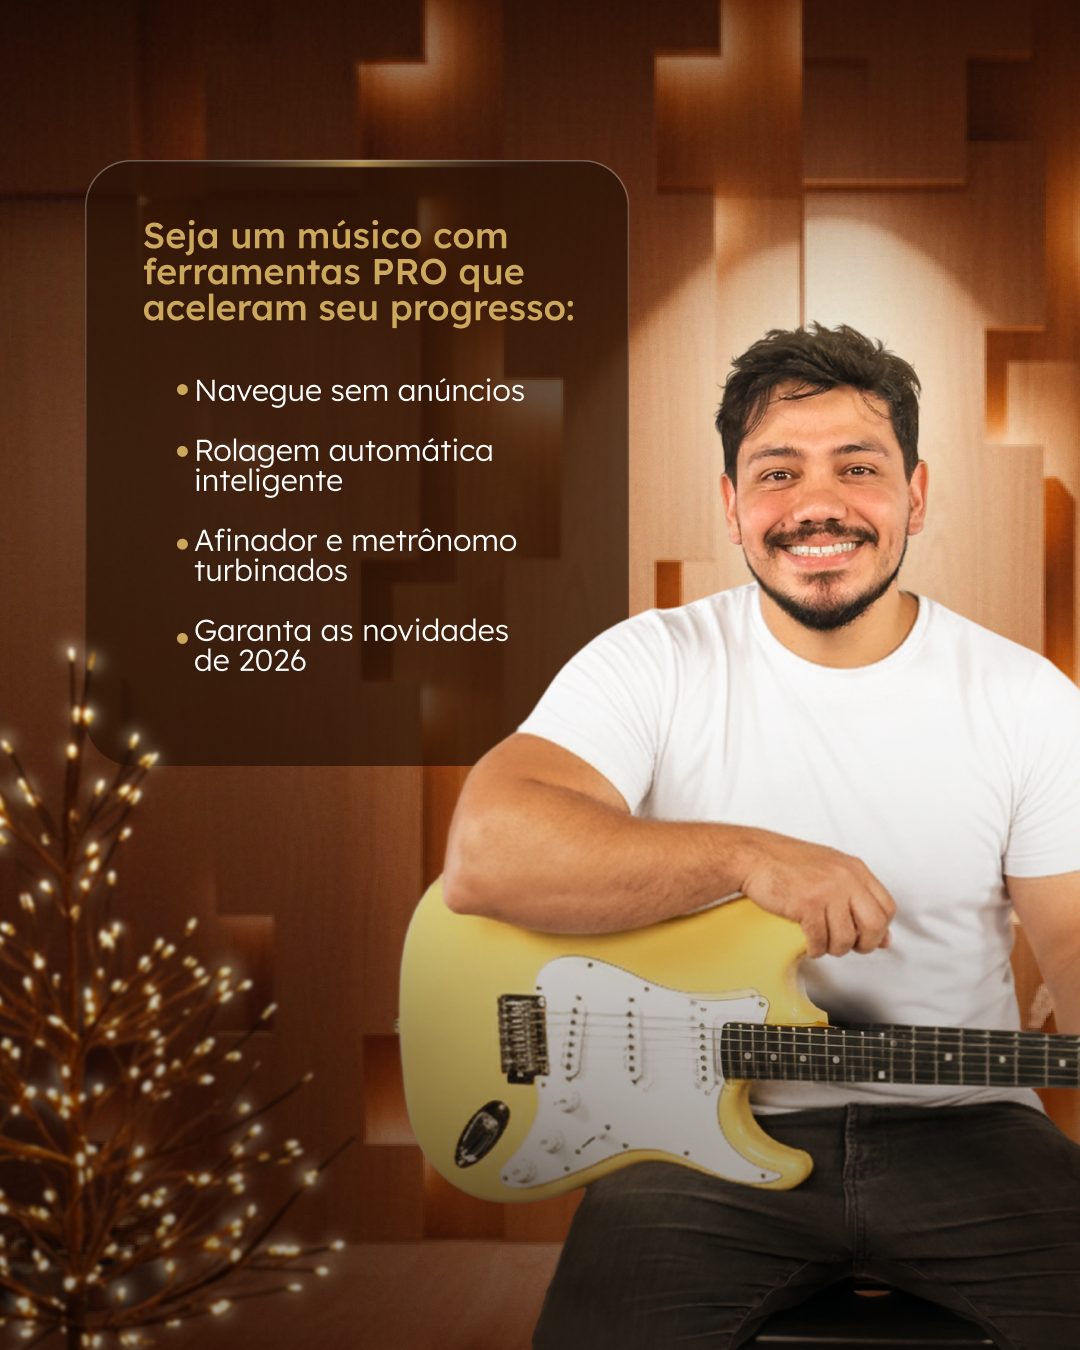 Seja um músico com
ferramentas PRO que
aceleram seu progresso:
Navegue sem anúncios
Rolagem automática
inteligente
Afinador e metrônomo
turbinados
Garanta as novidades
de 2026